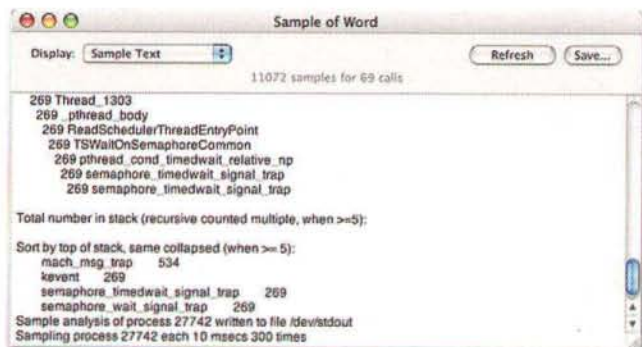 Sample of Word
Display: Sample Text Refresh Save...
11072 samples for 69 calls
269 Thread_1303
269 _pthread_body
269 ReadSchedulerThreadEntryPoint
269 TSWaitOnSemaphoreCommon
269 pthread_cond_timedwait_relative_np
269 semaphore_timedwait_signal_trap
269 semaphore_timedwait_signal_trap
Total number in stack (recursive counted multiple, when >=5):
Sort by top of stack, same collapsed (when >= 5):
mach_msg_trap 534
kevent 269
semaphore_timedwait_signal_trap 269
semaphore_wait_signal_trap 269
Sample analysis of process 27742 written to file /dev/stdout
Sampling process 27742 each 10 msecs 300 times